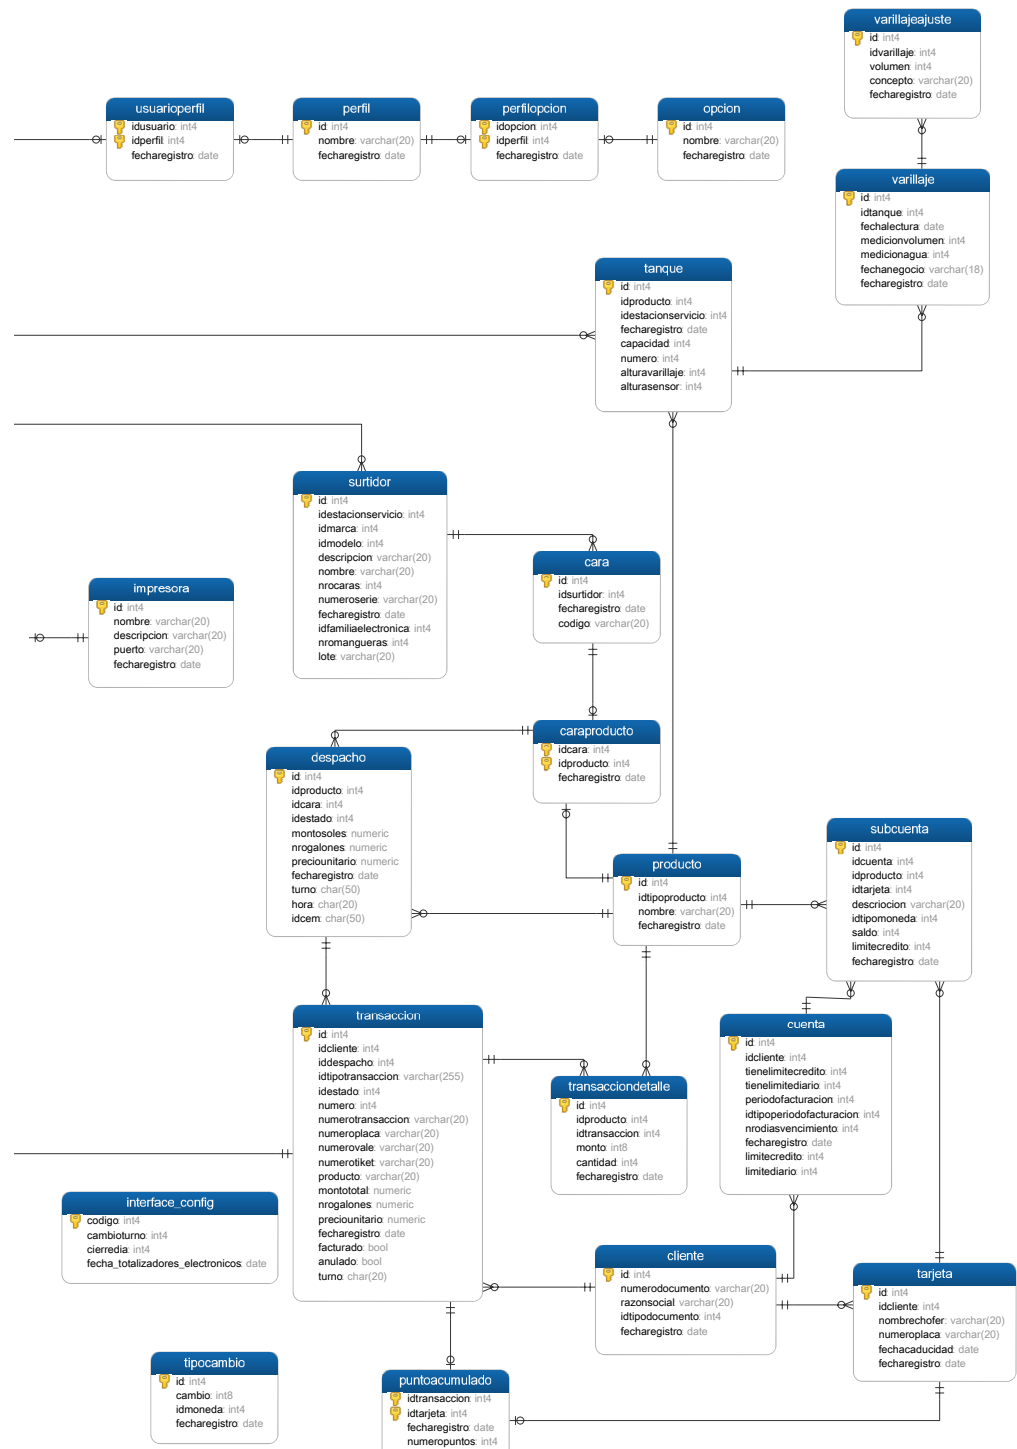 varillajeajuste
id: int4
idvarillaje: int4
volumen: int4
concepto: varchar(20)
fecharegistro: date
usuarioperfil
idusuario: int4
idperfil: int4
fecharegistro: date
perfil
id: int4
nombre: varchar(20)
fecharegistro: date
perfilopcion
idopcion: int4
idperfil: int4
fecharegistro: date
opcion
id: int4
nombre: varchar(20)
fecharegistro: date
varillaje
id: int4
idtanque: int4
fechalectura: date
medicionvolumen: int4
medicionagua: int4
fechanegocio: varchar(18)
fecharegistro: date
tanque
id: int4
idproducto: int4
idestacionservicio: int4
fecharegistro: date
capacidad: int4
numero: int4
alturavarillaje: int4
alturasensor: int4
surtidor
id: int4
idestacionservicio: int4
idmarca: int4
idmodelo: int4
descripcion: varchar(20)
nombre: varchar(20)
nrocaras: int4
numeroserie: varchar(20)
fecharegistro: date
idfamiliaelectronica: int4
nromangueras: int4
lote: varchar(20)
cara
id: int4
idsurtidor: int4
fecharegistro: date
codigo: varchar(20)
impresora
id: int4
nombre: varchar(20)
descripcion: varchar(20)
puerto: varchar(20)
fecharegistro: date
caraproducto
idcara: int4
idproducto: int4
fecharegistro: date
despacho
id: int4
idproducto: int4
idcara: int4
idestado: int4
montosoles: numeric
nrogalones: numeric
preciounitario: numeric
fecharegistro: date
turno: char(50)
hora: char(20)
idcem: char(50)
producto
id: int4
idtipoproducto: int4
nombre: varchar(20)
fecharegistro: date
subcuenta
id: int4
idcuenta: int4
idproducto: int4
idtarjeta: int4
descriocion: varchar(20)
idtipomoneda: int4
saldo: int4
limitecredito: int4
fecharegistro: date
transaccion
id: int4
idcliente: int4
iddespacho: int4
idtipotransaccion: varchar(255)
idestado: int4
numero: int4
numerotransaccion: varchar(20)
numeroplaca: varchar(20)
numerovale: varchar(20)
numerotiket: varchar(20)
producto: varchar(20)
montototal: numeric
nrogalones: numeric
preciounitario: numeric
fecharegistro: date
facturado: bool
anulado: bool
turno: char(20)
transacciondetalle
id: int4
idproducto: int4
idtransaccion: int4
monto: int8
cantidad: int4
fecharegistro: date
cuenta
id: int4
idcliente: int4
tienelimitecredito: int4
tienelimitediario: int4
periodofacturacion: int4
idtipoperiodofacturacion: int4
nrodiasvencimiento: int4
fecharegistro: date
limitecredito: int4
limitediario: int4
interface_config
codigo: int4
cambioturno: int4
cierredia: int4
fecha_totalizadores_electronicos: date
cliente
id: int4
numerodocumento: varchar(20)
razonsocial: varchar(20)
idtipodocumento: int4
fecharegistro: date
tarjeta
id: int4
idcliente: int4
nombrechofer: varchar(20)
numeroplaca: varchar(20)
fechacaducidad: date
fecharegistro: date
tipocambio
id: int4
cambio: int8
idmoneda: int4
fecharegistro: date
puntoacumulado
idtransaccion: int4
idtarjeta: int4
fecharegistro: date
numeropuntos: int4